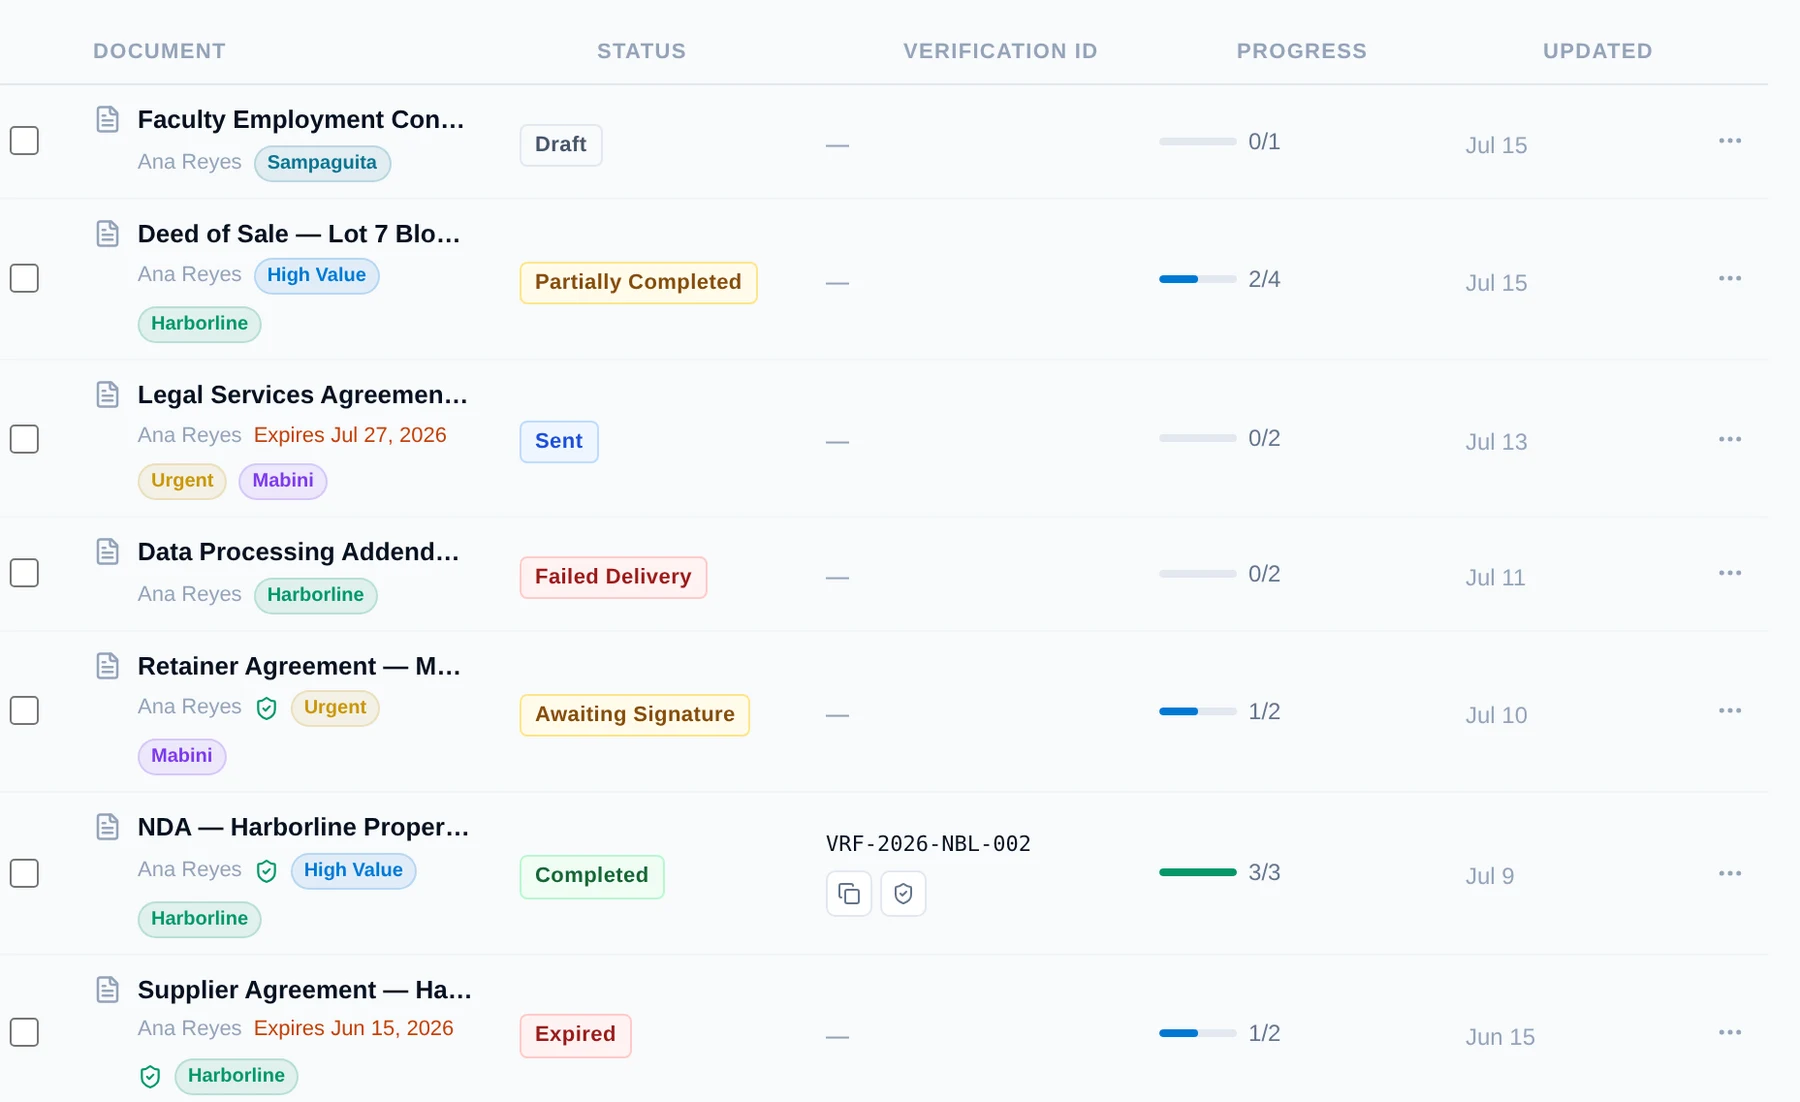 DOCUMENT STATUS VERIFICATION ID PROGRESS UPDATED
Faculty Employment Con…
Ana Reyes Sampaguita
Draft — 0/1 Jul 15
Deed of Sale — Lot 7 Blo…
Ana Reyes High Value
Harborline
Partially Completed — 2/4 Jul 15
Legal Services Agreemen…
Ana Reyes Expires Jul 27, 2026
Urgent Mabini
Sent — 0/2 Jul 13
Data Processing Addend…
Ana Reyes Harborline
Failed Delivery — 0/2 Jul 11
Retainer Agreement — M…
Ana Reyes Urgent
Mabini
Awaiting Signature — 1/2 Jul 10
NDA — Harborline Proper…
Ana Reyes High Value
Harborline
Completed VRF-2026-NBL-002 3/3 Jul 9
Supplier Agreement — Ha…
Ana Reyes Expires Jun 15, 2026
Harborline
Expired — 1/2 Jun 15